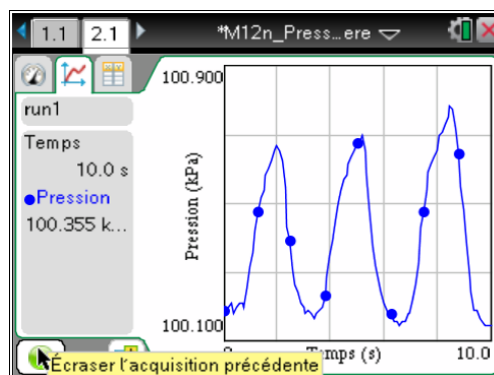 1.1 2.1 *M12n_Press...ere
run1
Temps
10.0 s
Pression
100.355 k...
100.900
Pression (kPa)
100.100
Temps (s) 10.0
Écraser l'acquisition précédente